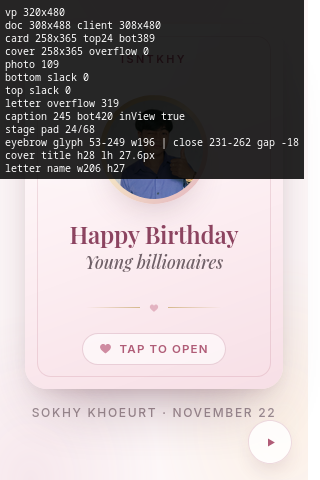 vp 320x480
doc 308x488 client 308x480
card 258x365 top24 bot389
cover 258x365 overflow 0
photo 109
bottom slack 0
top slack 0
letter overflow 319
caption 245 bot420 inView true
stage pad 24/68
eyebrow glyph 53-249 w196 | close 231-262 gap -18
cover title h28 lh 27.6px
letter name w206 h27
ISNTKHY
Happy Birthday
Young billionaires
TAP TO OPEN
SOKHY KHOEURT · NOVEMBER 22